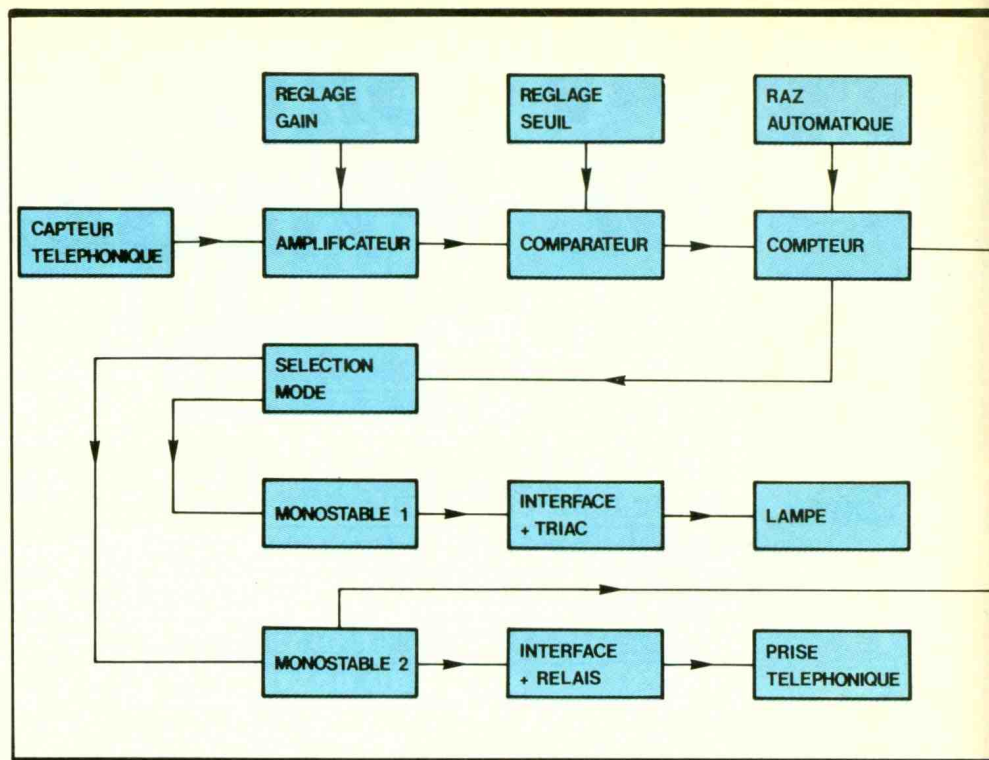 REGLAGE
GAIN
REGLAGE
SEUIL
RAZ
AUTOMATIQUE
CAPTEUR
TELEPHONIQUE
AMPLIFICATEUR
COMPARATEUR
COMPTEUR
SELECTION
MODE
MONOSTABLE 1
INTERFACE
+ TRIAC
LAMPE
MONOSTABLE 2
INTERFACE
+ RELAIS
PRISE
TELEPHONIQUE